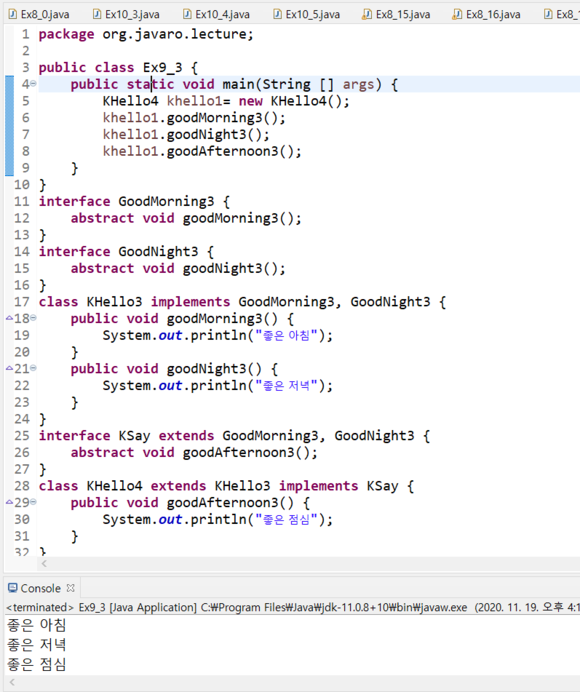 Ex8_0.java Ex10_3.java Ex10_4.java Ex10_5.java Ex8_15.java Ex8_16.java Ex8_1
1 package org.javaro.lecture;
2
3 public class Ex9_3 {
4 public static void main(String [] args) {
5 KHello4 khello1= new KHello4();
6 khello1.goodMorning3();
7 khello1.goodNight3();
8 khello1.goodAfternoon3();
9 }
10 }
11 interface GoodMorning3 {
12 abstract void goodMorning3();
13 }
14 interface GoodNight3 {
15 abstract void goodNight3();
16 }
17 class KHello3 implements GoodMorning3, GoodNight3 {
18 public void goodMorning3() {
19 System.out.println("좋은 아침");
20 }
21 public void goodNight3() {
22 System.out.println("좋은 저녁");
23 }
24 }
25 interface KSay extends GoodMorning3, GoodNight3 {
26 abstract void goodAfternoon3();
27 }
28 class KHello4 extends KHello3 implements KSay {
29 public void goodAfternoon3() {
30 System.out.println("좋은 점심");
31 }
32 }
Console
<terminated> Ex9_3 [Java Application] C:₩Program Files₩Java₩jdk-11.0.8+10₩bin₩javaw.exe (2020. 11. 19. 오후 4:1
좋은 아침
좋은 저녁
좋은 점심